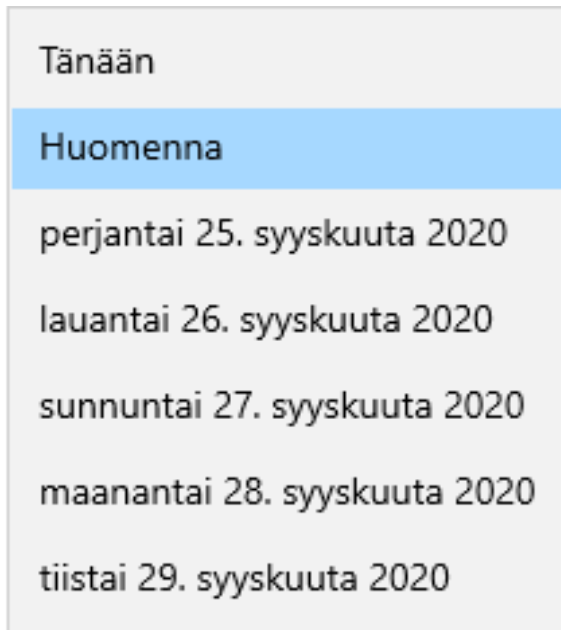 Tänään
Huomenna
perjantai 25. syyskuuta 2020
lauantai 26. syyskuuta 2020
sunnuntai 27. syyskuuta 2020
maanantai 28. syyskuuta 2020
tiistai 29. syyskuuta 2020